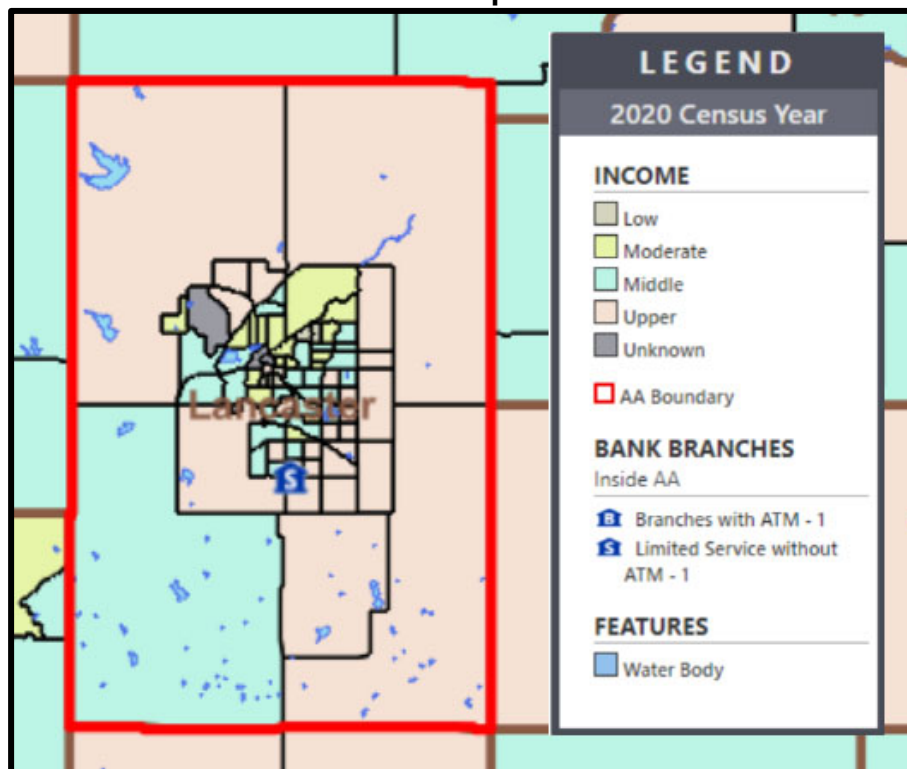 Lancaster
LEGEND
2020 Census Year
INCOME
Low
Moderate
Middle
Upper
Unknown
AA Boundary
BANK BRANCHES
Inside AA
B Branches with ATM - 1
S Limited Service without
ATM - 1
FEATURES
Water Body
S